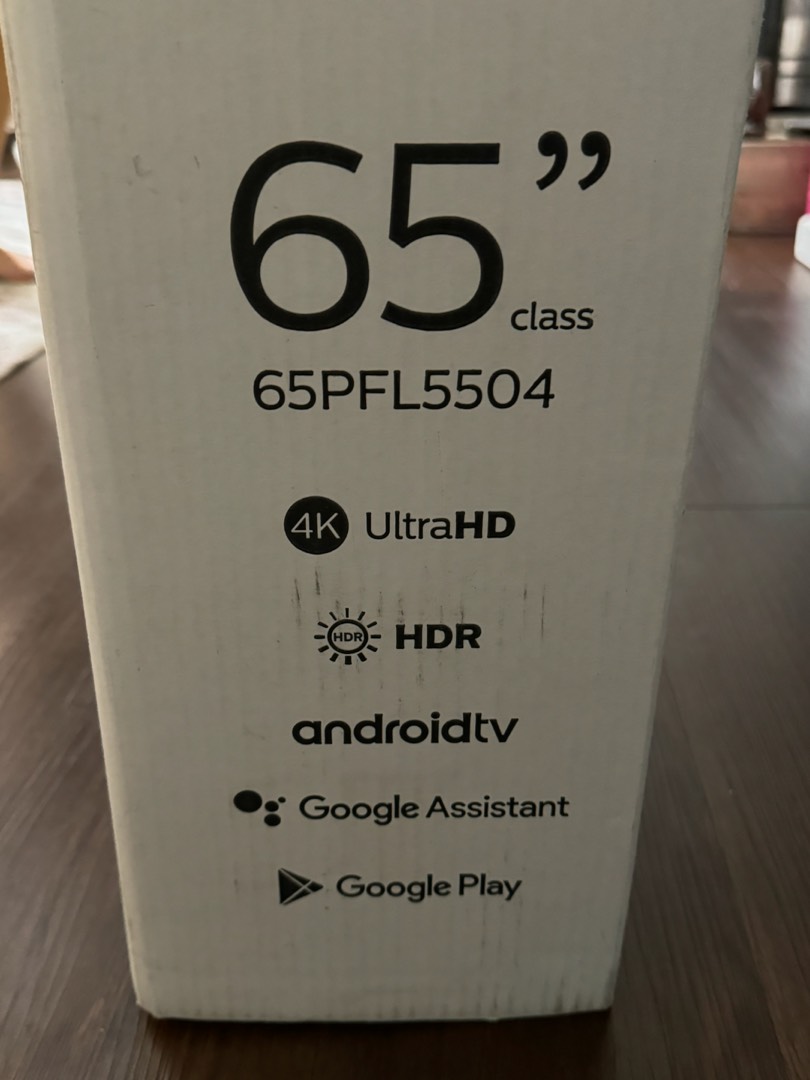 65”
class
65PFL5504
4K UltraHD
HDR HDR
androidtv
Google Assistant
Google Play